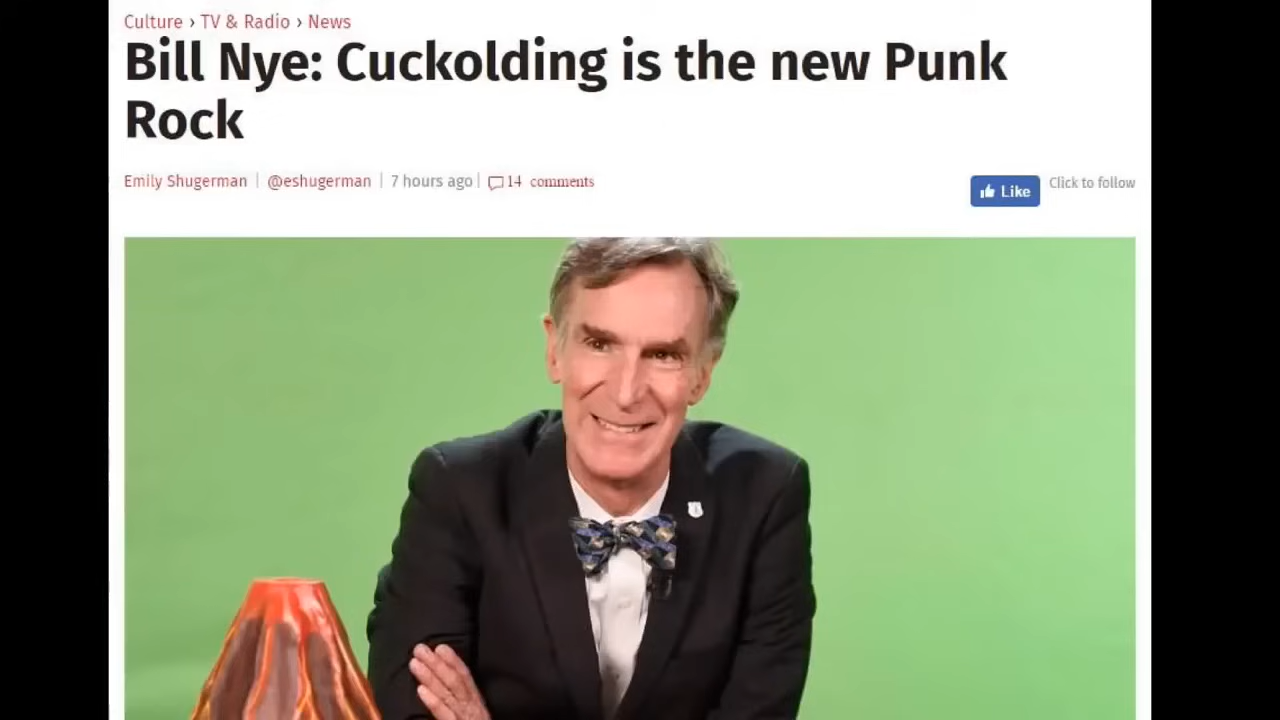 Culture › TV & Radio › News
Bill Nye: Cuckolding is the new Punk
Rock
Emily Shugerman | @eshugerman | 7 hours ago | 14 comments
Like Click to follow